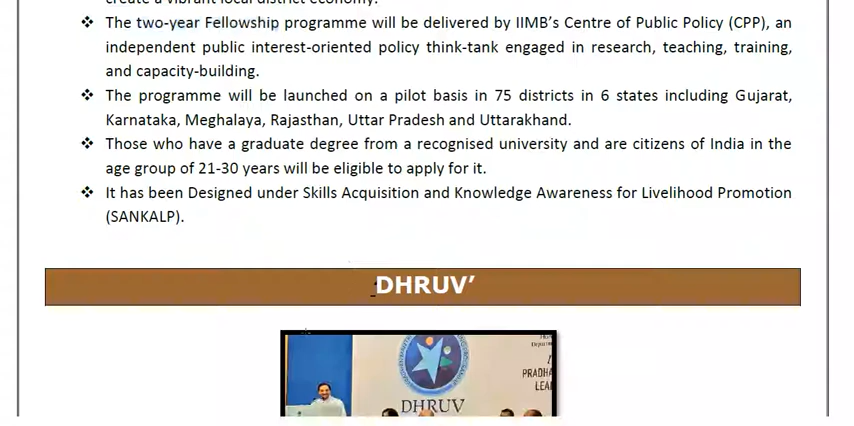 create a vibrant local district economy.
❖ The two-year Fellowship programme will be delivered by IIMB's Centre of Public Policy (CPP), an
independent public interest-oriented policy think-tank engaged in research, teaching, training,
and capacity-building.
❖ The programme will be launched on a pilot basis in 75 districts in 6 states including Gujarat,
Karnataka, Meghalaya, Rajasthan, Uttar Pradesh and Uttarakhand.
❖ Those who have a graduate degree from a recognised university and are citizens of India in the
age group of 21-30 years will be eligible to apply for it.
❖ It has been Designed under Skills Acquisition and Knowledge Awareness for Livelihood Promotion
(SANKALP).
DHRUV’
PRADHA
LEA
DHRUV